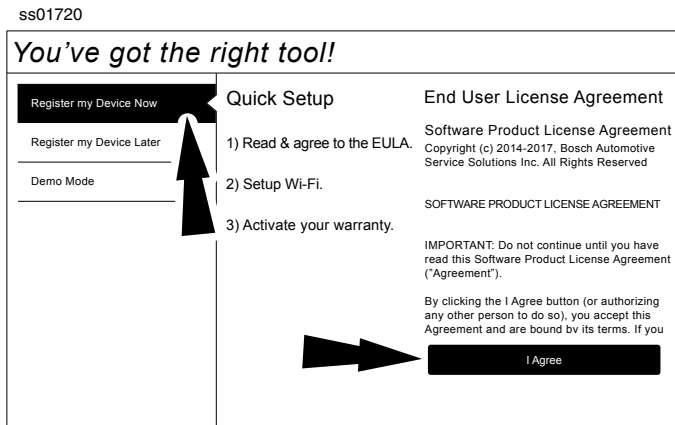 ss01720
You've got the right tool!
Register my Device Now
Register my Device Later
Demo Mode
Quick Setup
1) Read & agree to the EULA.
2) Setup Wi-Fi.
3) Activate your warranty.
End User License Agreement
Software Product License Agreement
Copyright (c) 2014-2017, Bosch Automotive
Service Solutions Inc. All Rights Reserved
SOFTWARE PRODUCT LICENSE AGREEMENT
IMPORTANT: Do not continue until you have
read this Software Product License Agreement
("Agreement").
By clicking the I Agree button (or authorizing
any other person to do so), you accept this
Agreement and are bound by its terms. If you
I Agree